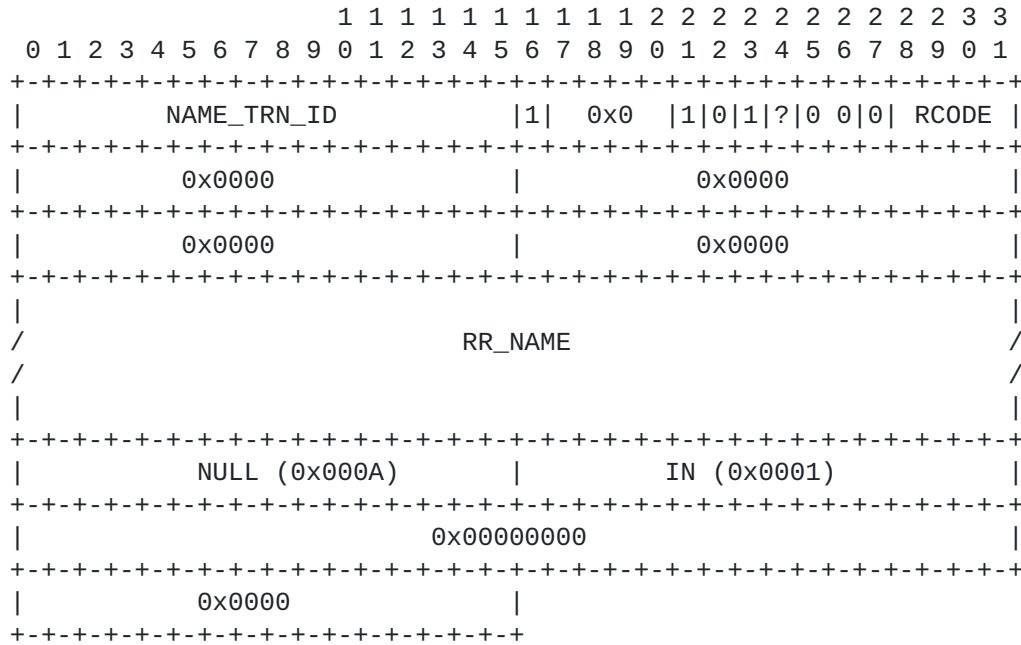 1 1 1 1 1 1 1 1 1 1 2 2 2 2 2 2 2 2 2 2 3 3
 0 1 2 3 4 5 6 7 8 9 0 1 2 3 4 5 6 7 8 9 0 1 2 3 4 5 6 7 8 9 0 1
+-+-+-+-+-+-+-+-+-+-+-+-+-+-+-+-+-+-+-+-+-+-+-+-+-+-+-+-+-+-+-+-+
|         NAME_TRN_ID           |1|  0x0  |1|0|1|?|0 0|0| RCODE |
+-+-+-+-+-+-+-+-+-+-+-+-+-+-+-+-+-+-+-+-+-+-+-+-+-+-+-+-+-+-+-+-+
|          0x0000               |           0x0000              |
+-+-+-+-+-+-+-+-+-+-+-+-+-+-+-+-+-+-+-+-+-+-+-+-+-+-+-+-+-+-+-+-+
|          0x0000               |           0x0000              |
+-+-+-+-+-+-+-+-+-+-+-+-+-+-+-+-+-+-+-+-+-+-+-+-+-+-+-+-+-+-+-+-+
|                                                               |
/                            RR_NAME                            /
/                                                               /
|                                                               |
+-+-+-+-+-+-+-+-+-+-+-+-+-+-+-+-+-+-+-+-+-+-+-+-+-+-+-+-+-+-+-+-+
|           NULL (0x000A)       |         IN (0x0001)           |
+-+-+-+-+-+-+-+-+-+-+-+-+-+-+-+-+-+-+-+-+-+-+-+-+-+-+-+-+-+-+-+-+
|                          0x00000000                           |
+-+-+-+-+-+-+-+-+-+-+-+-+-+-+-+-+-+-+-+-+-+-+-+-+-+-+-+-+-+-+-+-+
|           0x0000              |
+-+-+-+-+-+-+-+-+-+-+-+-+-+-+-+-+